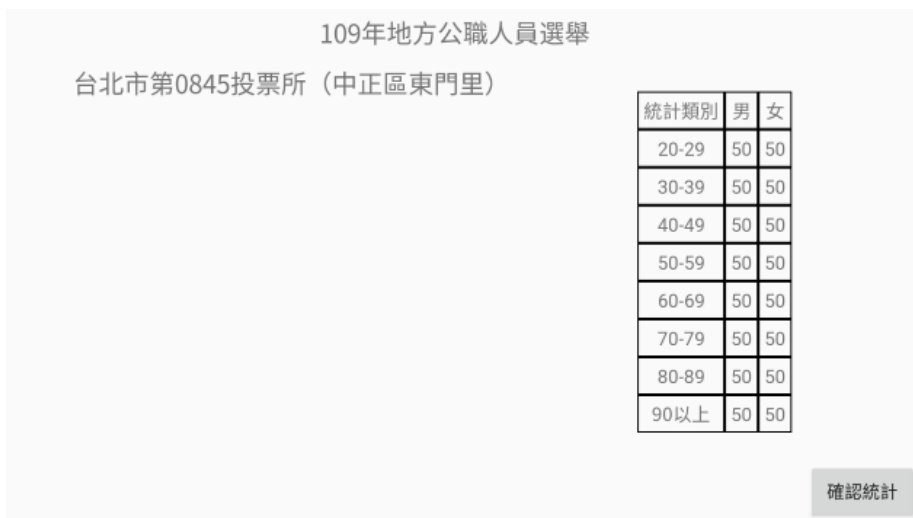 109年地方公職人員選舉
台北市第0845投票所（中正區東門里）
統計類別 男 女
20-29 50 50
30-39 50 50
40-49 50 50
50-59 50 50
60-69 50 50
70-79 50 50
80-89 50 50
90以上 50 50
確認統計